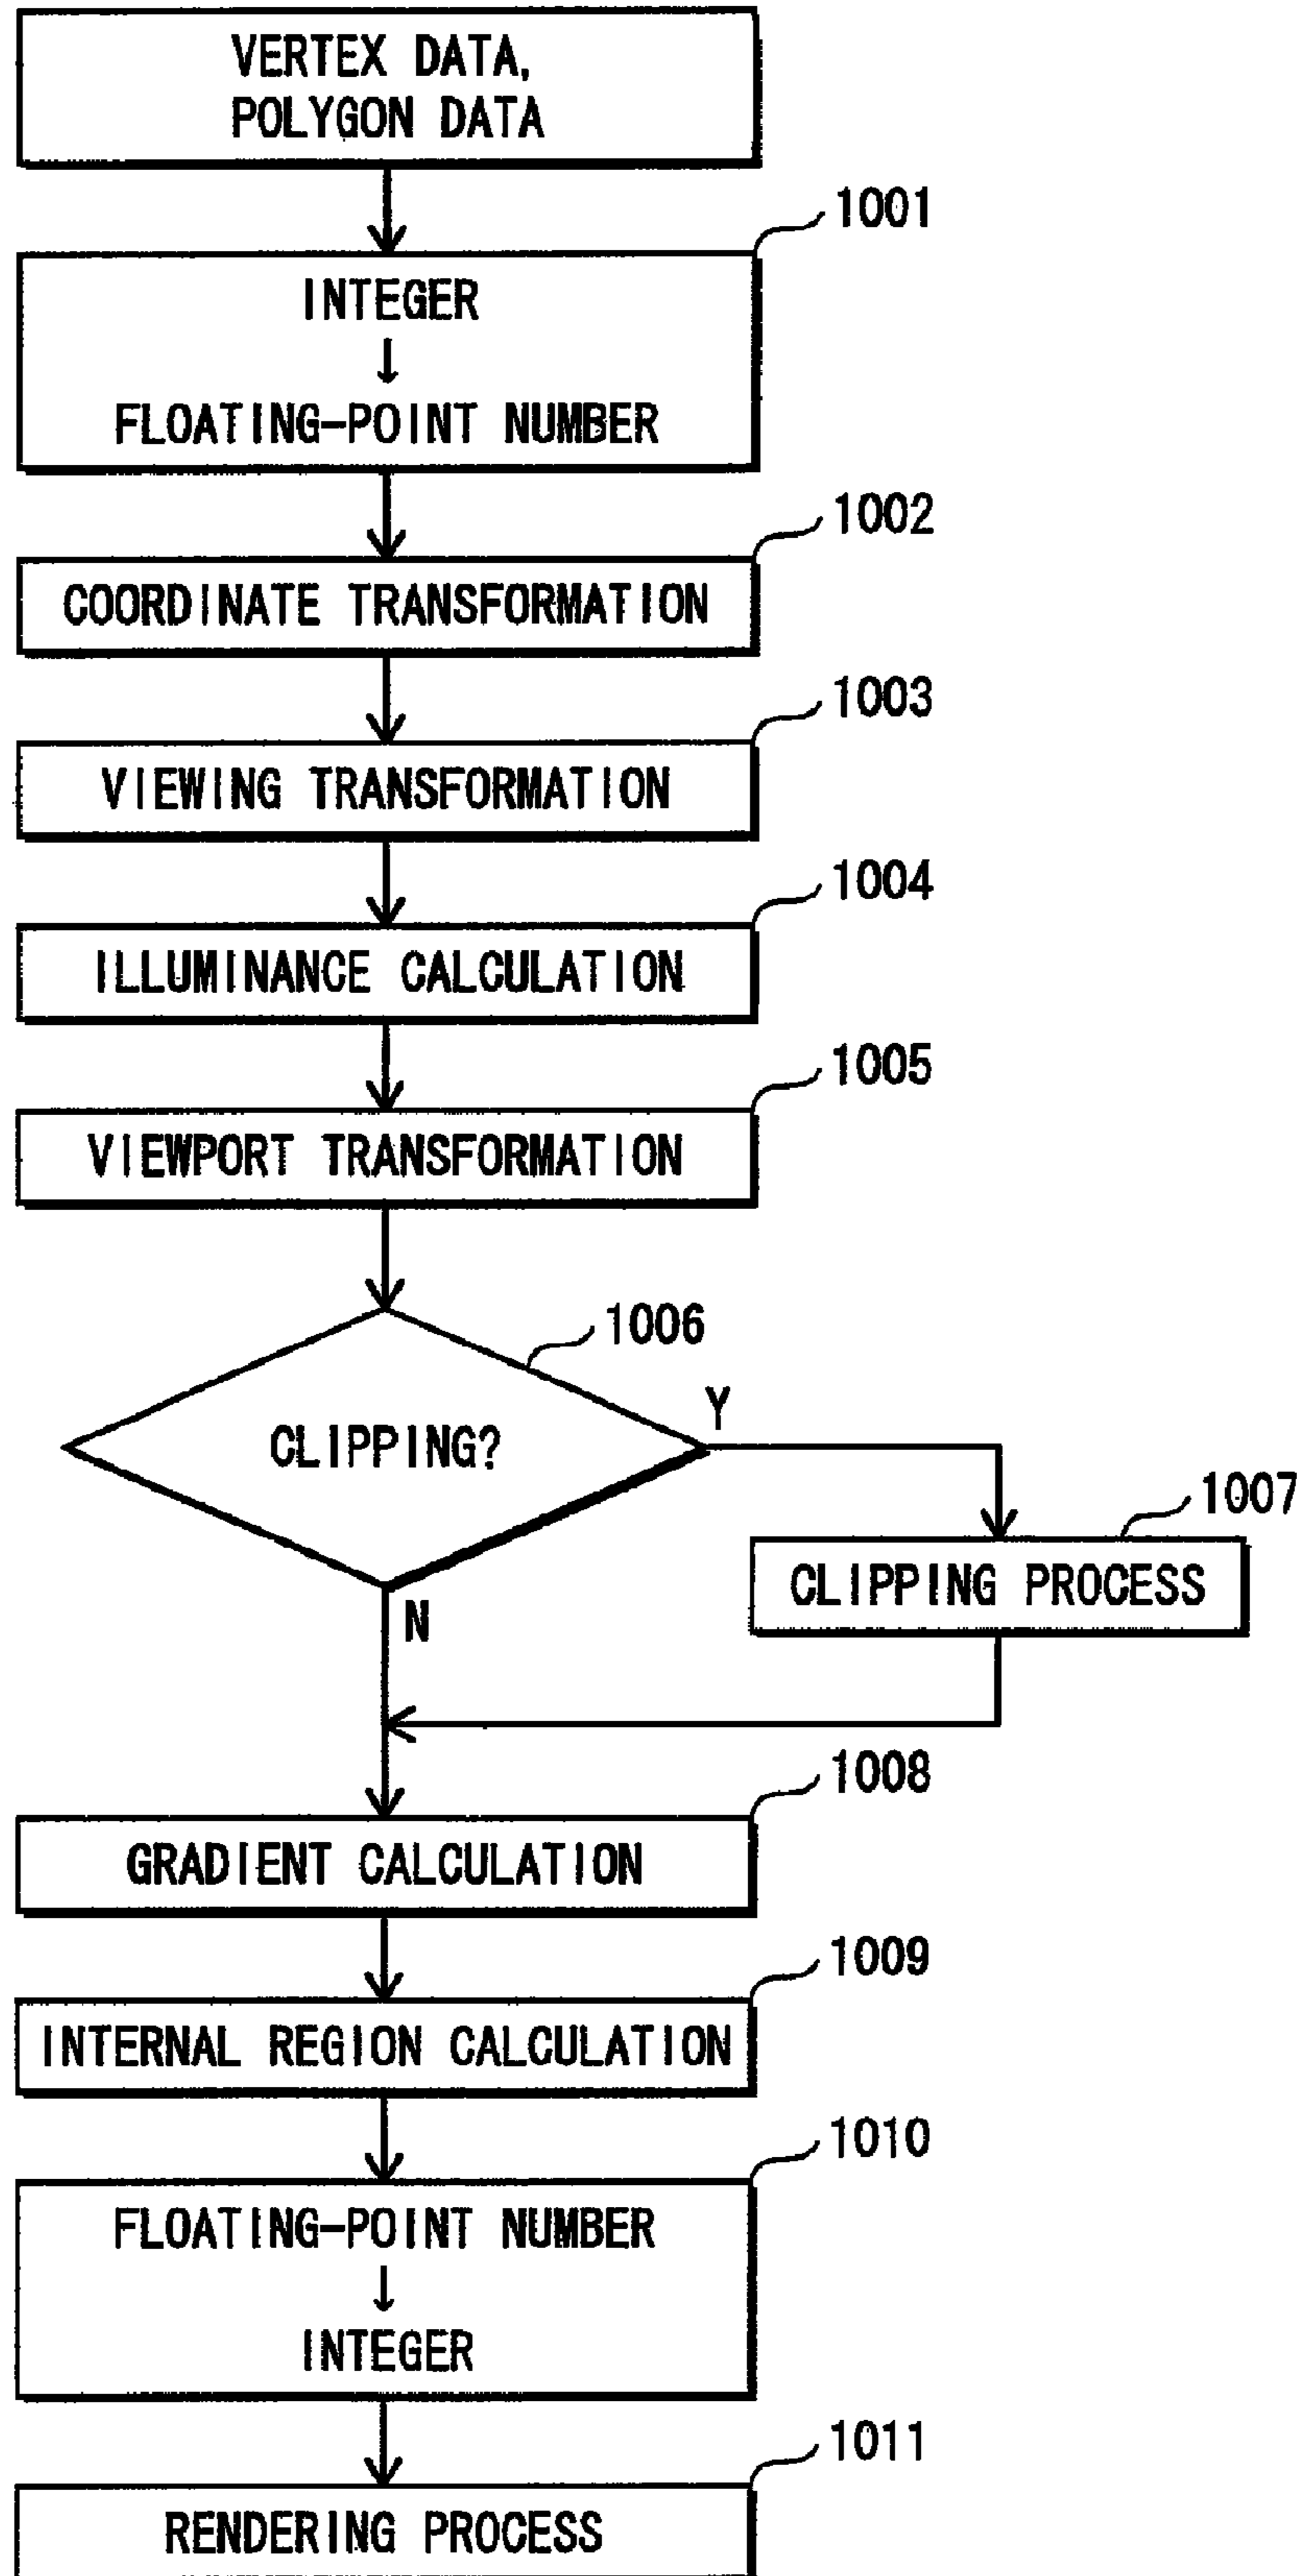 VERTEX DATA,
POLYGON DATA
1001
INTEGER
↓
FLOATING-POINT NUMBER
1002
COORDINATE TRANSFORMATION
1003
VIEWING TRANSFORMATION
1004
ILLUMINANCE CALCULATION
1005
VIEWPORT TRANSFORMATION
1006
CLIPPING?
Y
1007
CLIPPING PROCESS
N
1008
GRADIENT CALCULATION
1009
INTERNAL REGION CALCULATION
1010
FLOATING-POINT NUMBER
↓
INTEGER
1011
RENDERING PROCESS